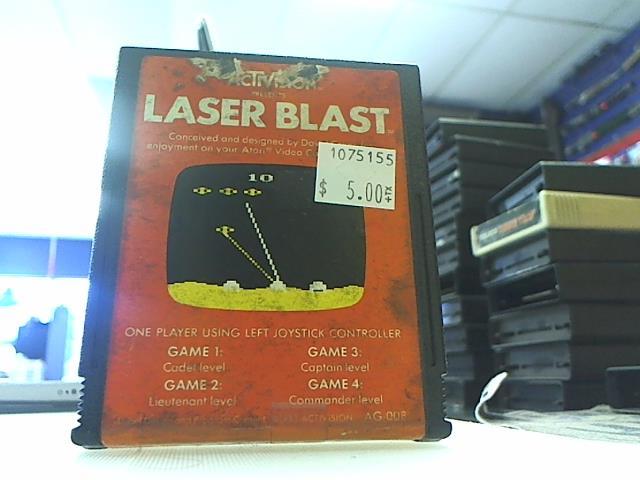 ACTIVISION
PRESENTS
LASER BLAST™
Conceived and designed by
enjoyment on your Atari® Video
1075155
$ 5.00
10
ONE PLAYER USING LEFT JOYSTICK CONTROLLER
GAME 1: GAME 3:
Cadet level Captain level
GAME 2: GAME 4:
Lieutenant level Commander level
ACTIVISION AG-008